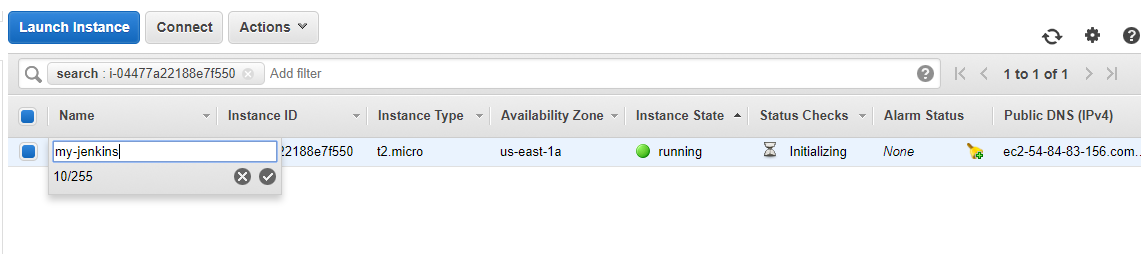 Launch Instance Connect Actions
search : i-04477a22188e7f550 Add filter 1 to 1 of 1
Name Instance ID Instance Type Availability Zone Instance State Status Checks Alarm Status Public DNS (IPv4)
my-jenkins 22188e7f550 t2.micro us-east-1a running Initializing None ec2-54-84-83-156.com...
10/255